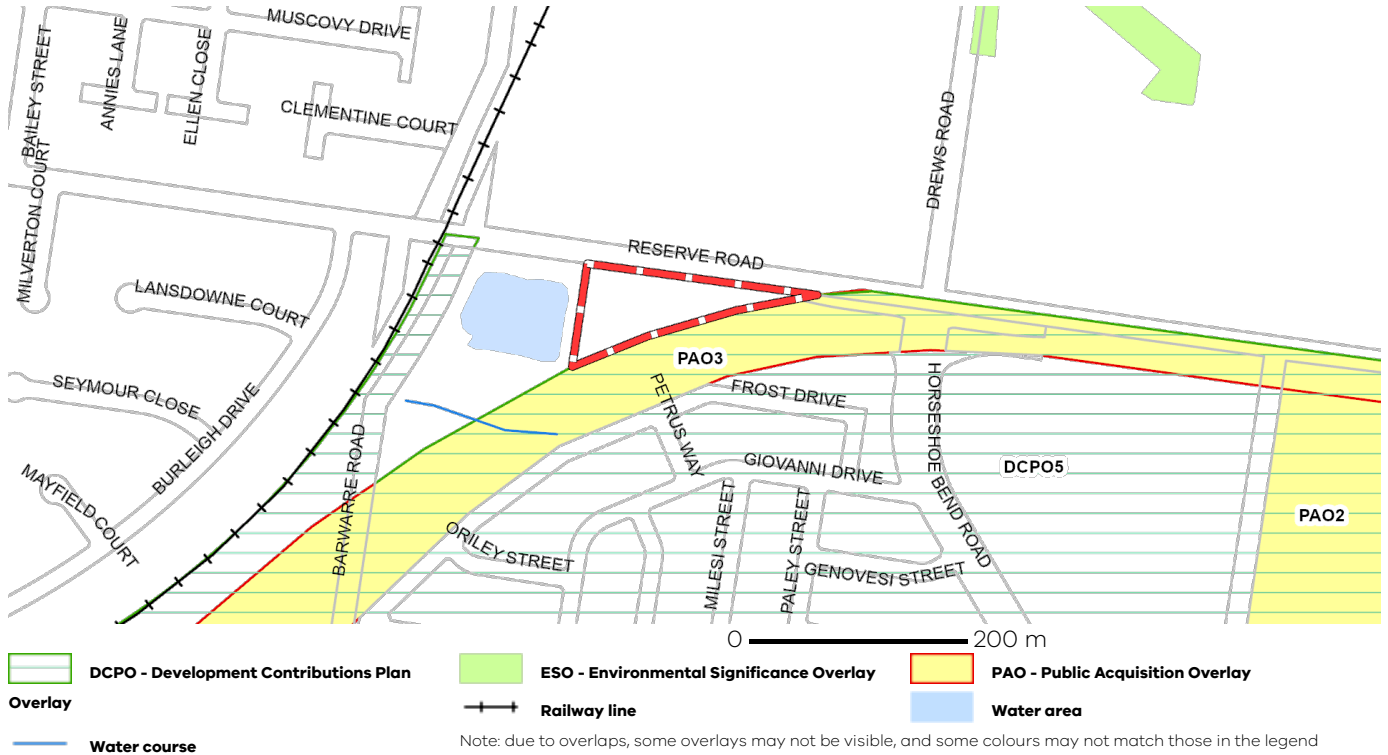 MUSCOVY DRIVE
BAILEY STREET
ANNIES LANE
ELLEN CLOSE
CLEMENTINE COURT
DREWS ROAD
MILVERTON COURT
RESERVE ROAD
LANSDOWNE COURT
PAO3
SEYMOUR CLOSE
BURLEIGH DRIVE
PETRUS WAY
FROST DRIVE
HORSESHOE BEND ROAD
GIOVANNI DRIVE
DCPO5
MAYFIELD COURT
BARWARRE ROAD
PAO2
ORILEY STREET
MILESI STREET
PALEY STREET
GENOVESI STREET
0 200 m
DCPO - Development Contributions Plan
Overlay
ESO - Environmental Significance Overlay
PAO - Public Acquisition Overlay
Railway line
Water area
Water course
Note: due to overlaps, some overlays may not be visible, and some colours may not match those in the legend